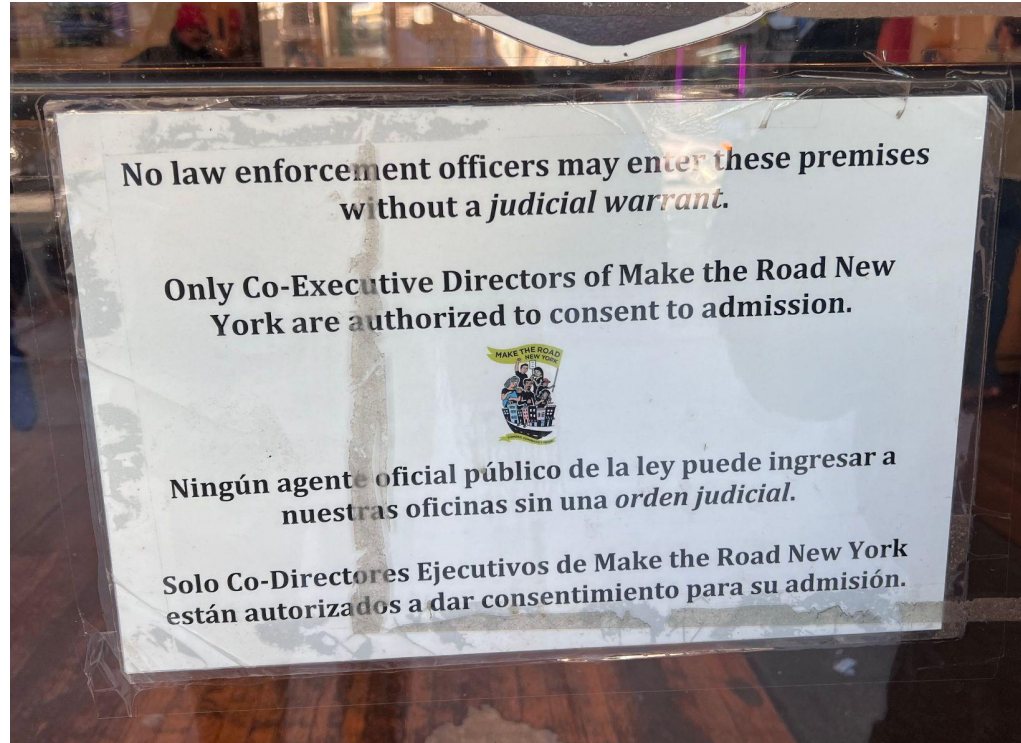 No law enforcement officers may enter these premises
without a judicial warrant.
Only Co-Executive Directors of Make the Road New
York are authorized to consent to admission.
MAKE THE ROAD
NEW YORK
Ningún agente oficial público de la ley puede ingresar a
nuestras oficinas sin una orden judicial.
Solo Co-Directores Ejecutivos de Make the Road New York
están autorizados a dar consentimiento para su admisión.